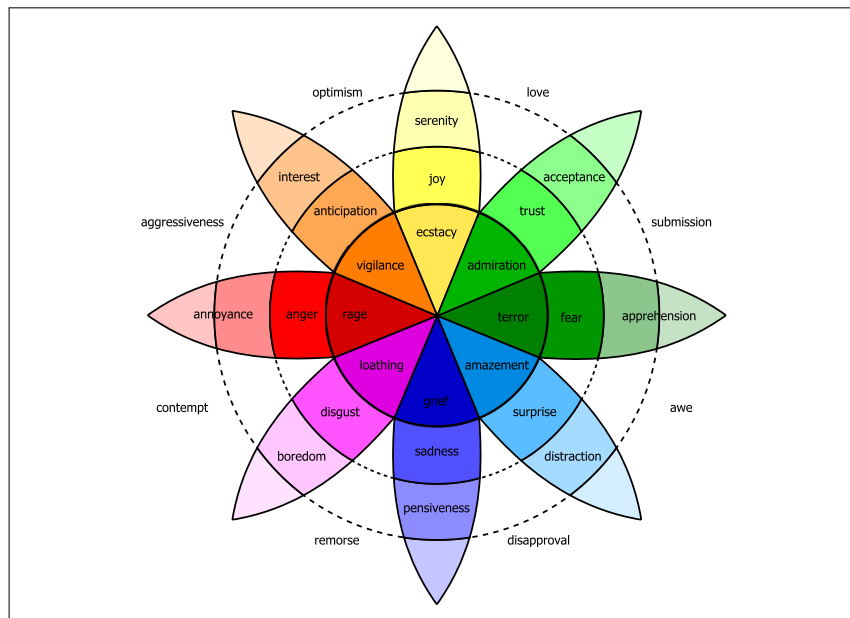 optimism
love
serenity
interest
acceptance
joy
anticipation
trust
aggressiveness
submission
ecstacy
vigilance
admiration
annoyance
anger
rage
terror
fear
apprehension
loathing
amazement
grief
contempt
awe
disgust
surprise
boredom
sadness
distraction
pensiveness
remorse
disapproval